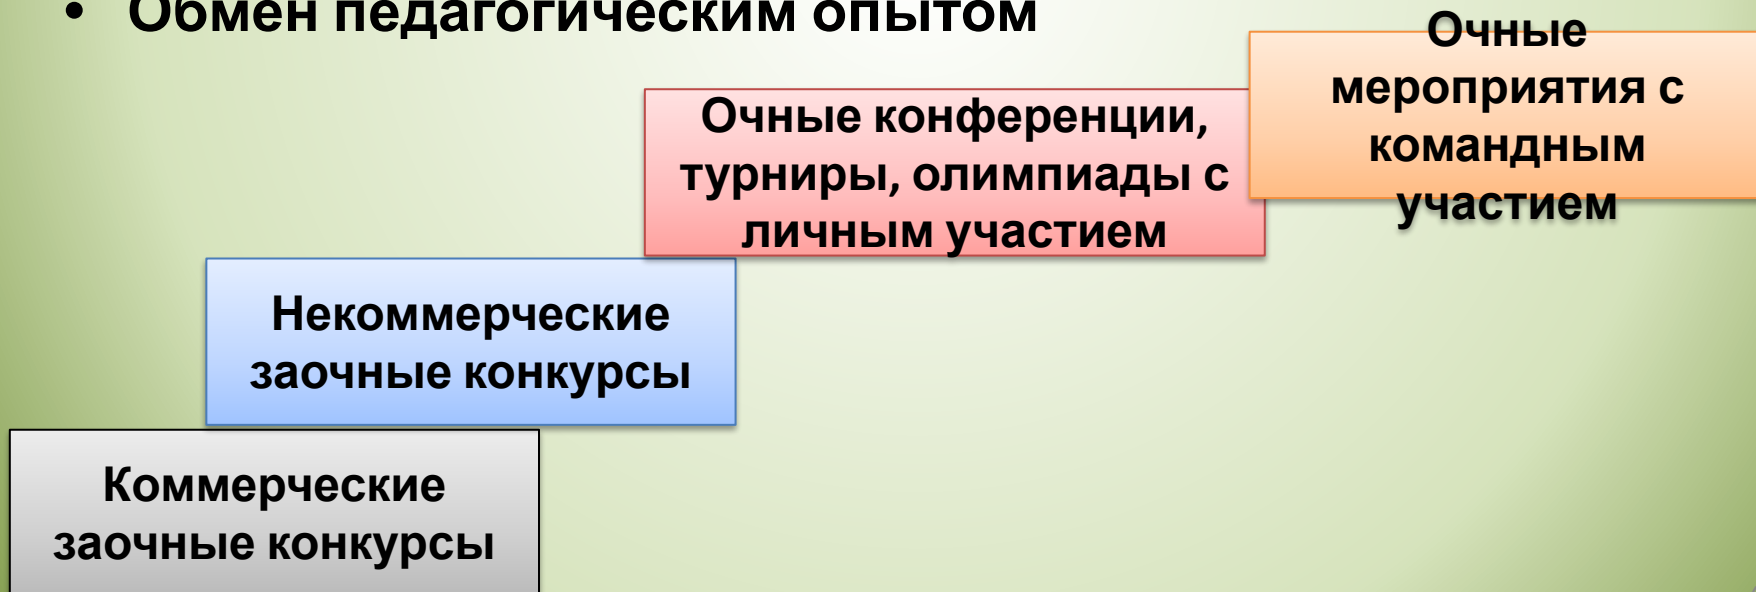 • Обмен педагогическим опытом
Очные
мероприятия с
командным
участием
Очные конференции,
турниры, олимпиады с
личным участием
Некоммерческие
заочные конкурсы
Коммерческие
заочные конкурсы